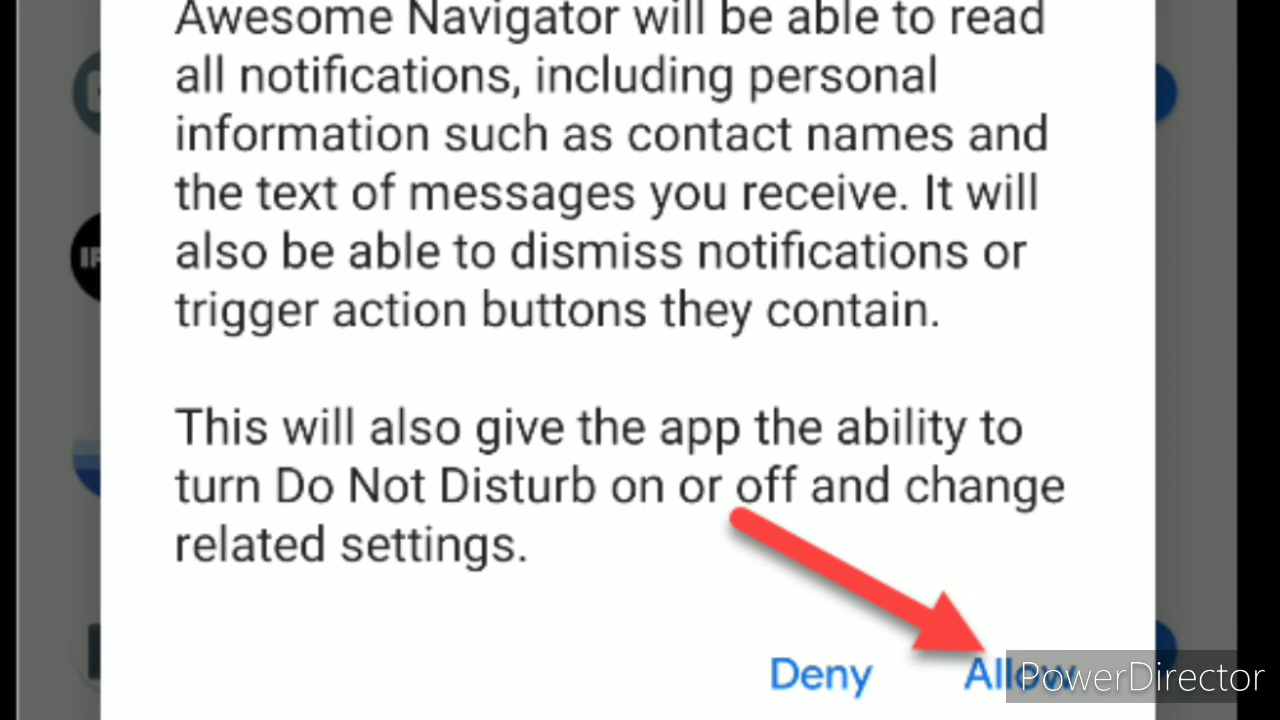 Awesome Navigator will be able to read
all notifications, including personal
information such as contact names and
the text of messages you receive. It will
also be able to dismiss notifications or
trigger action buttons they contain.
This will also give the app the ability to
turn Do Not Disturb on or off and change
related settings.
Deny Allow
PowerDirector